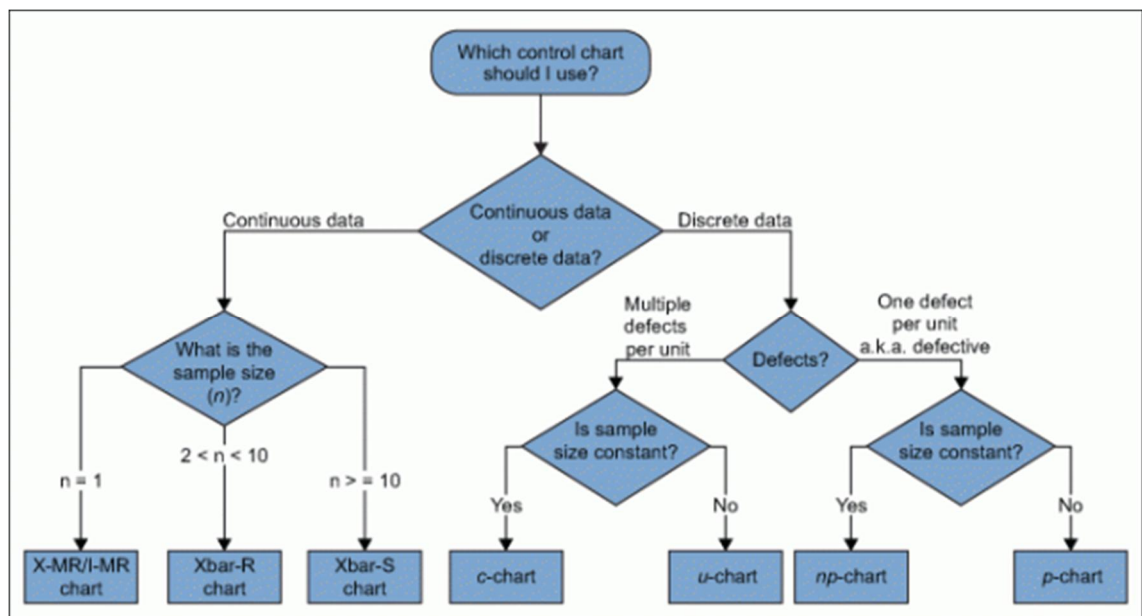 Which control chart
should I use?
Continuous data
or
discrete data?
Continuous data
Discrete data
What is the
sample size
(n)?
n = 1
2 < n < 10
n > = 10
X-MR/I-MR
chart
Xbar-R
chart
Xbar-S
chart
Defects?
Multiple
defects
per unit
One defect
per unit
a.k.a. defective
Is sample
size constant?
Yes
No
c-chart
u-chart
Is sample
size constant?
Yes
No
np-chart
p-chart